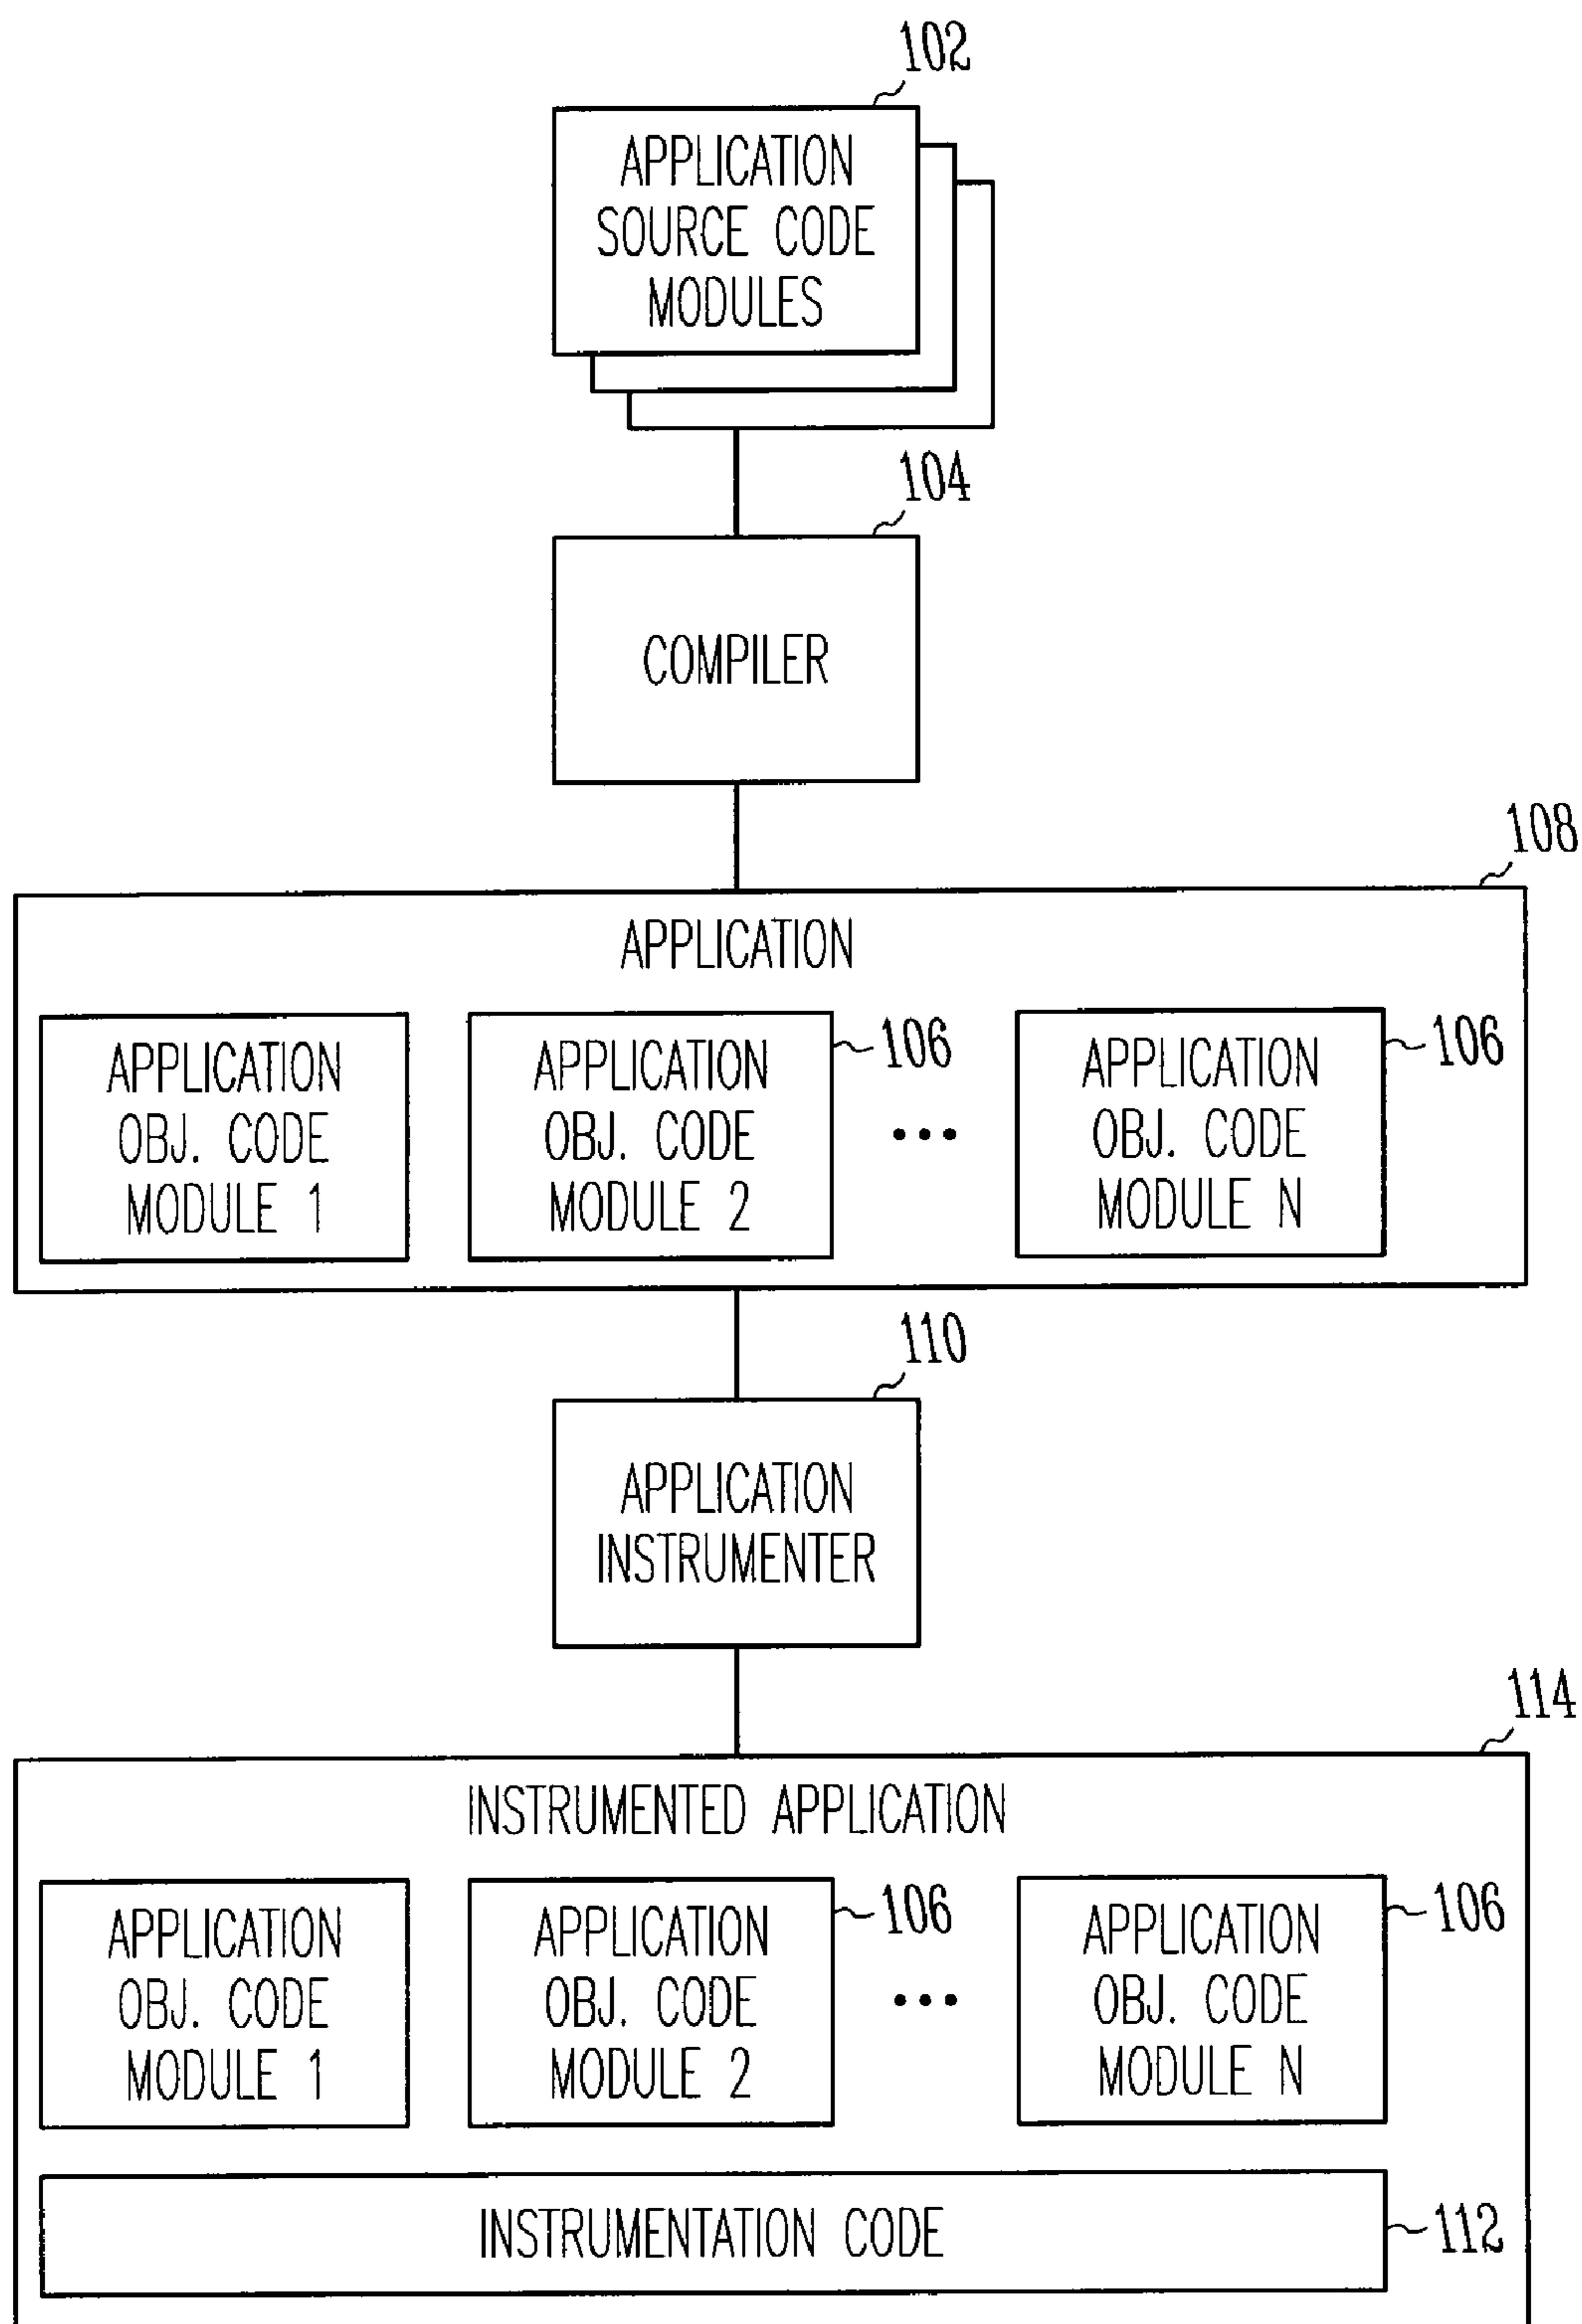 102
APPLICATION
SOURCE CODE
MODULES
104
COMPILER
108
APPLICATION
APPLICATION
OBJ. CODE
MODULE 1
APPLICATION
OBJ. CODE
MODULE 2
106
•••
APPLICATION
OBJ. CODE
MODULE N
106
110
APPLICATION
INSTRUMENTER
114
INSTRUMENTED APPLICATION
APPLICATION
OBJ. CODE
MODULE 1
APPLICATION
OBJ. CODE
MODULE 2
106
•••
APPLICATION
OBJ. CODE
MODULE N
106
INSTRUMENTATION CODE
112